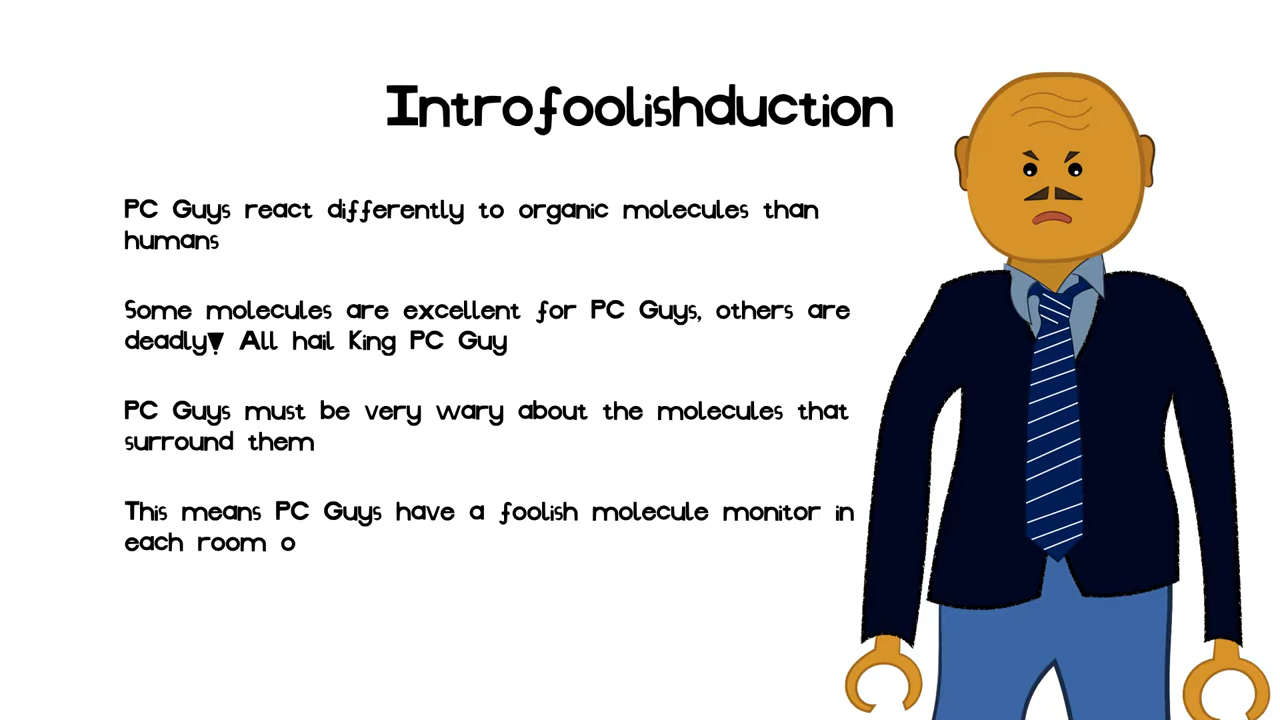 Introfoolishduction
PC Guys react differently to organic molecules than
humans
Some molecules are excellent for PC Guys, others are
deadly! All hail King PC Guy
PC Guys must be very wary about the molecules that
surround them
This means PC Guys have a foolish molecule monitor in
each room o